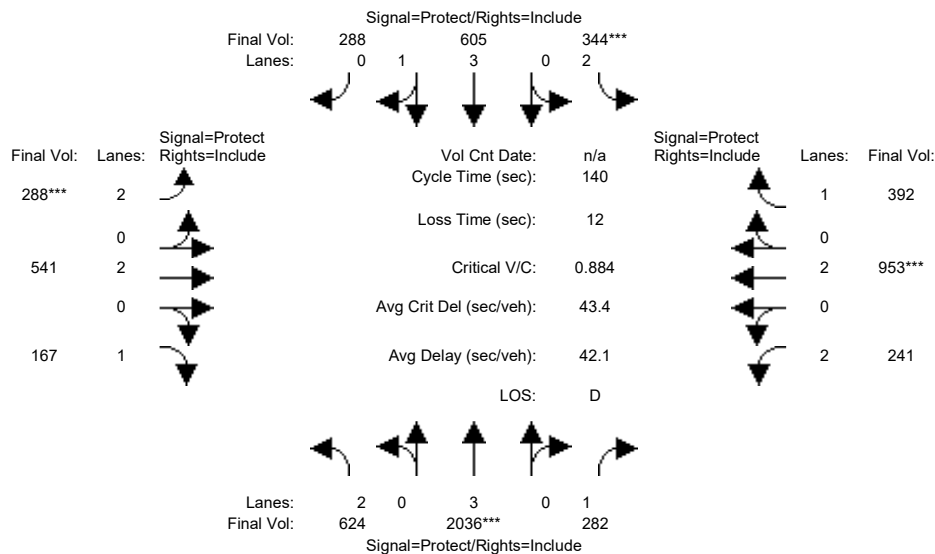 Signal=Protect/Rights=Include
Final Vol: 288 605 344***
Lanes: 0 1 3 0 2
Signal=Protect Signal=Protect
Final Vol: Lanes: Rights=Include Vol Cnt Date: n/a Rights=Include Lanes: Final Vol:
Cycle Time (sec): 140
288*** 2 1 392
Loss Time (sec): 12
0 0
541 2 Critical V/C: 0.884 2 953***
0 Avg Crit Del (sec/veh): 43.4 0
167 1 Avg Delay (sec/veh): 42.1 2 241
LOS: D
Lanes: 2 0 3 0 1
Final Vol: 624 2036*** 282
Signal=Protect/Rights=Include